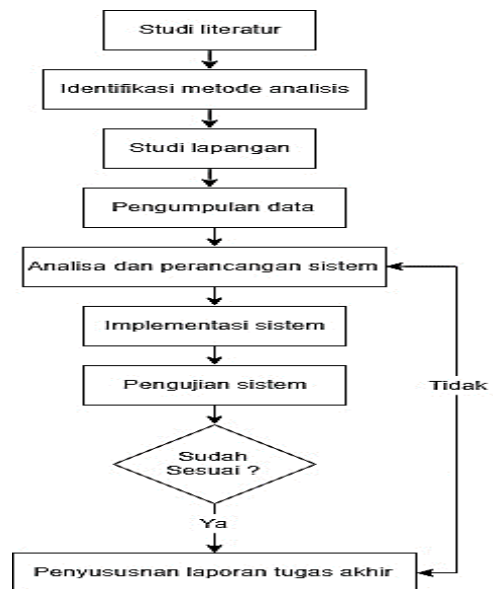 Studi literatur
Identifikasi metode analisis
Studi lapangan
Pengumpulan data
Analisa dan perancangan sistem
Implementasi sistem
Pengujian sistem
Tidak
Sudah
Sesuai ?
Ya
Penyususnan laporan tugas akhir